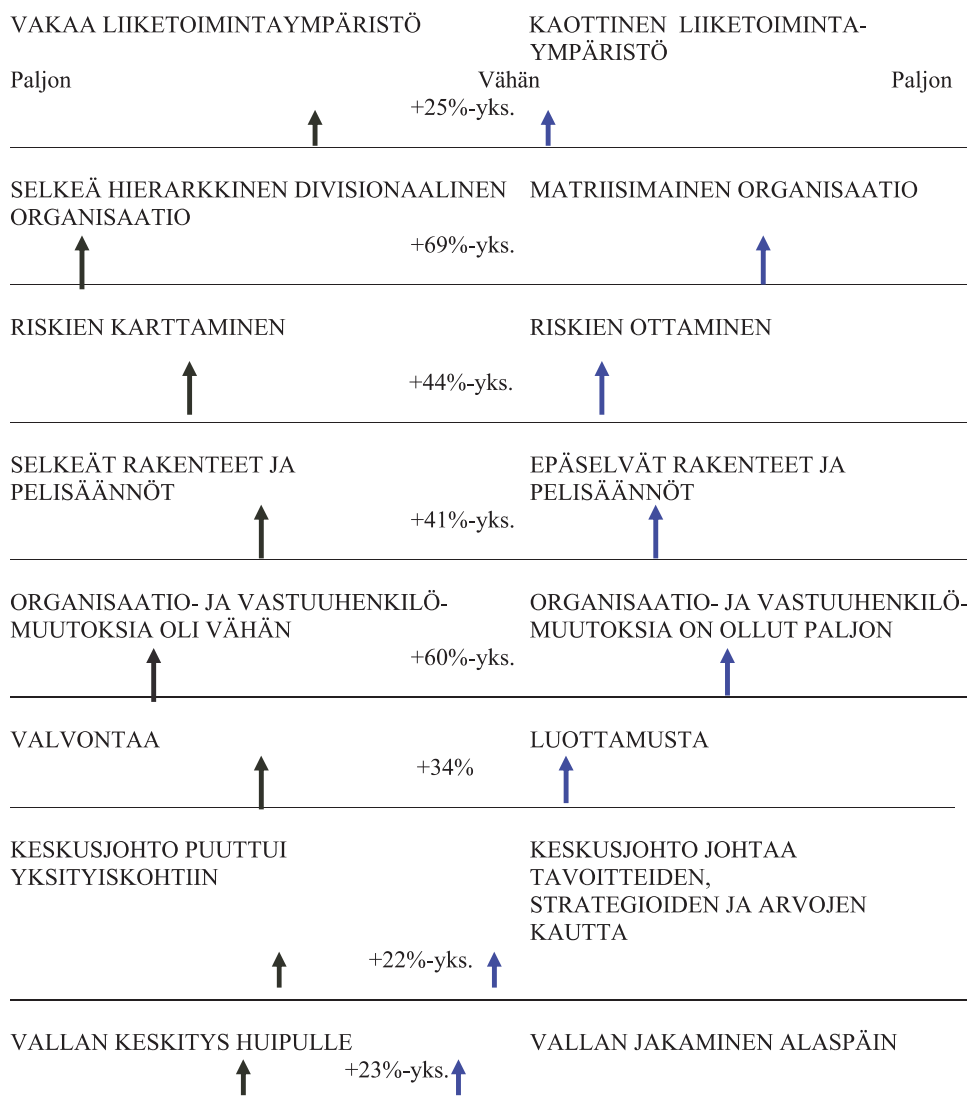 VAKAA LIIKETOIMINTAYMPÄRISTÖ
KAOTTINEN LIIKETOIMINTA-
YMPÄRISTÖ
Paljon
Vähän
Paljon
+25%-yks.
SELKEÄ HIERARKKINEN DIVISIONAALINEN
ORGANISAATIO
MATRIISIMAINEN ORGANISAATIO
+69%-yks.
RISKIEN KARTTAMINEN
RISKIEN OTTAMINEN
+44%-yks.
SELKEÄT RAKENTEET JA
PELISÄÄNNÖT
EPÄSELVÄT RAKENTEET JA
PELISÄÄNNÖT
+41%-yks.
ORGANISAATIO- JA VASTUUHENKILÖ-
MUUTOKSIA OLI VÄHÄN
ORGANISAATIO- JA VASTUUHENKILÖ-
MUUTOKSIA ON OLLUT PALJON
+60%-yks.
VALVONTAA
LUOTTAMUSTA
+34%
KESKUSJOHTO PUUTTUI
YKSITYISKOHTIIN
KESKUSJOHTO JOHTAA
TAVOITTEIDEN,
STRATEGIOIDEN JA ARVOJEN
KAUTTA
+22%-yks.
VALLAN KESKITYS HUIPULLE
VALLAN JAKAMINEN ALASPÄIN
+23%-yks.